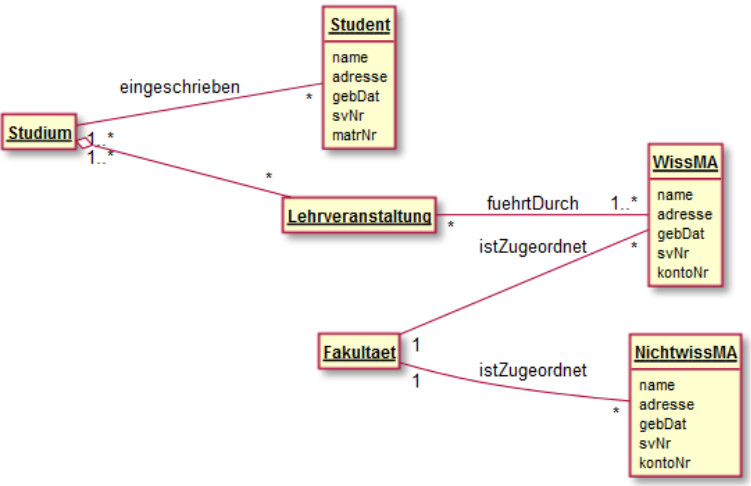 Student
name
adresse
gebDat
svNr
matrNr
eingeschrieben
*
Studium
1..*
1..*
*
Lehrveranstaltung
*
fuehrtDurch
1..*
WissMA
name
adresse
gebDat
svNr
kontoNr
istZugeordnet
*
Fakultaet
1
1
istZugeordnet
*
NichtwissMA
name
adresse
gebDat
svNr
kontoNr